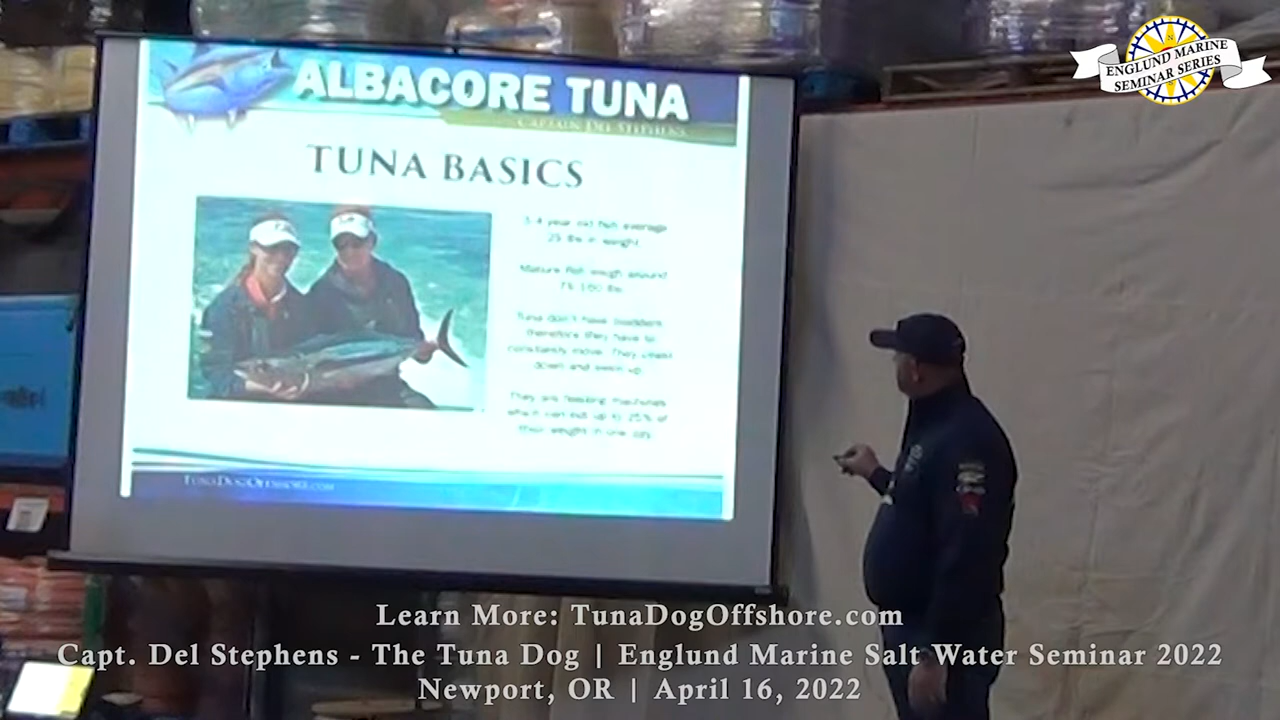 ENGLUND MARINE
SEMINAR SERIES
ALBACORE TUNA
CAPTAIN DEL STEPHENS
TUNA BASICS
3-4 year old fish average
25 lbs in weight
Mature fish weigh around
Tuna don't have bladders
therefore they have to
constantly move. They
down and swim up
They are feeding machines
which can eat up to 25% of
their weight in one day
TUNADOGOFFSHORE.COM
Learn More: TunaDogOffshore.com
Capt. Del Stephens - The Tuna Dog | Englund Marine Salt Water Seminar 2022
Newport, OR | April 16, 2022